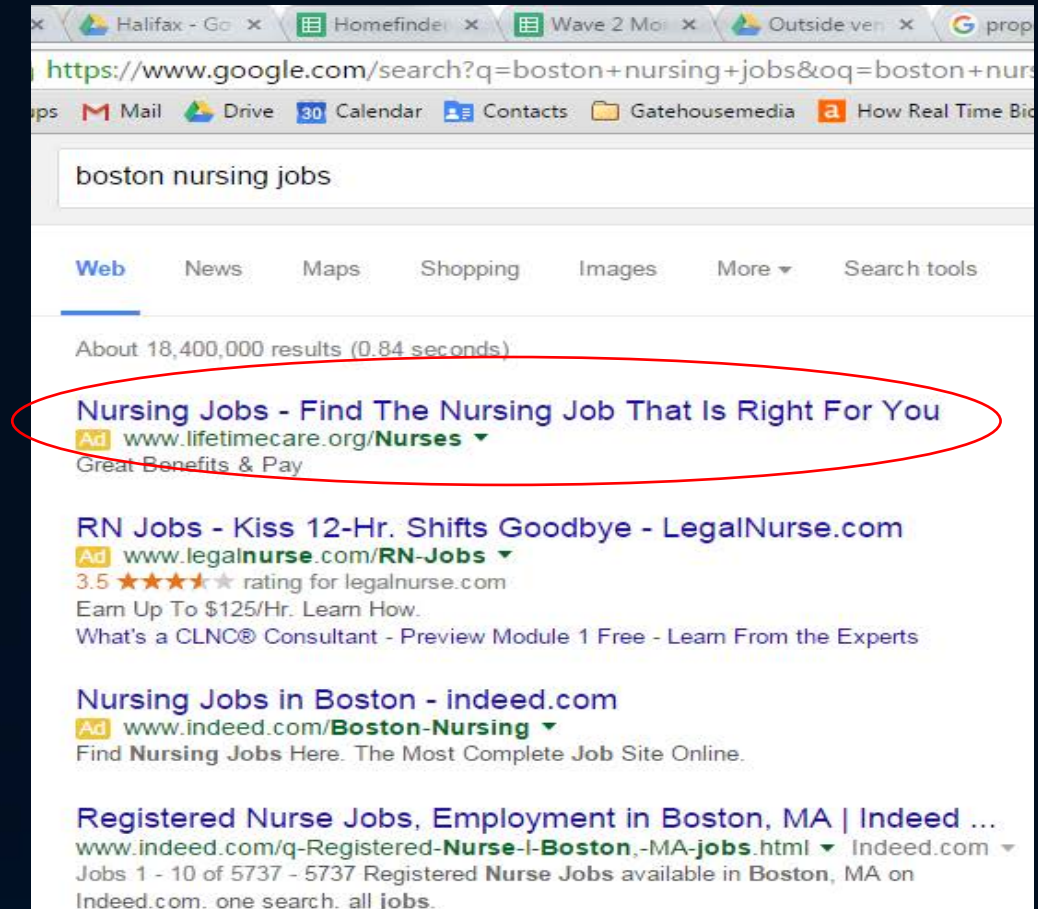 Halifax - Go
Homefinder
Wave 2 Mo
Outside ven
prop
https://www.google.com/search?q=boston+nursing+jobs&oq=boston+nurs
ups Mail Drive 30 Calendar Contacts Gatehousemedia a How Real Time Bid
boston nursing jobs
Web News Maps Shopping Images More Search tools
About 18,400,000 results (0.84 seconds)
Nursing Jobs - Find The Nursing Job That Is Right For You
Ad www.lifetimecare.org/Nurses
Great Benefits & Pay
RN Jobs - Kiss 12-Hr. Shifts Goodbye - LegalNurse.com
Ad www.legalnurse.com/RN-Jobs
3.5 ★★★★★ rating for legalnurse.com
Earn Up To $125/Hr. Learn How.
What's a CLNC® Consultant - Preview Module 1 Free - Learn From the Experts
Nursing Jobs in Boston - indeed.com
Ad www.indeed.com/Boston-Nursing
Find Nursing Jobs Here. The Most Complete Job Site Online.
Registered Nurse Jobs, Employment in Boston, MA | Indeed ...
www.indeed.com/q-Registered-Nurse-l-Boston,-MA-jobs.html Indeed.com
Jobs 1 - 10 of 5737 - 5737 Registered Nurse Jobs available in Boston, MA on
Indeed.com. one search. all jobs.